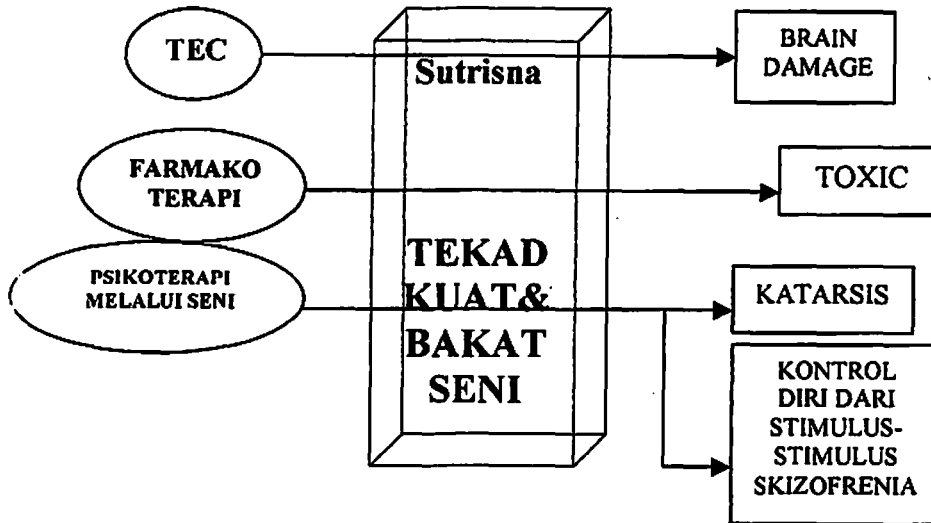 TEC
Sutrisna
BRAIN
DAMAGE
FARMAKO
TERAPI
TOXIC
PSIKOTERAPI
MELALUI SENI
TEKAD
KUAT&
BAKAT
SENI
KATARSIS
KONTROL
DIRI DARI
STIMULUS-
STIMULUS
SKIZOFRENIA